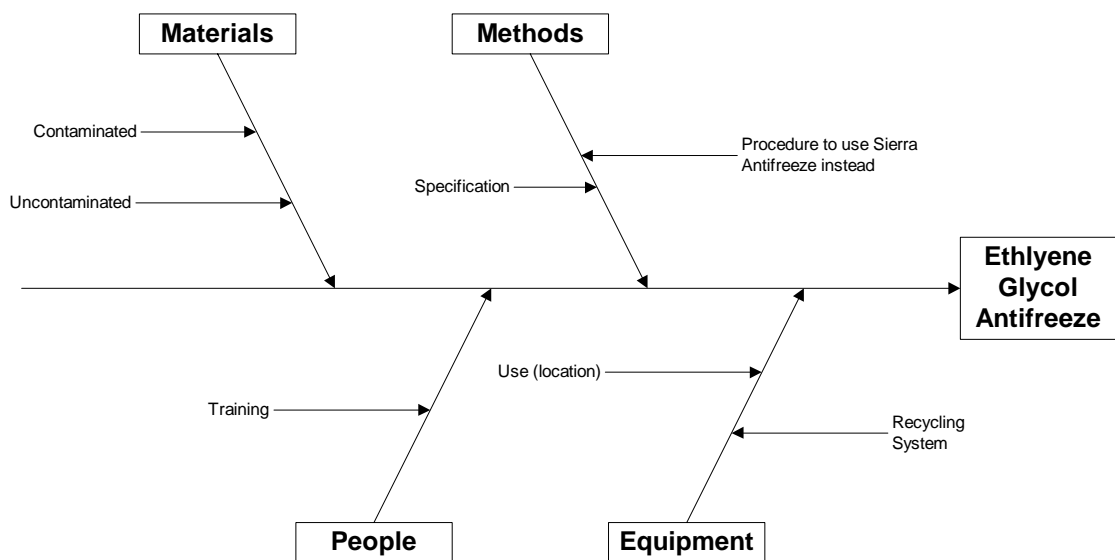 Materials
Methods
Contaminated
Procedure to use Sierra
Antifreeze instead
Specification
Uncontaminated
Ethlyene
Glycol
Antifreeze
Use (location)
Training
Recycling
System
People
Equipment